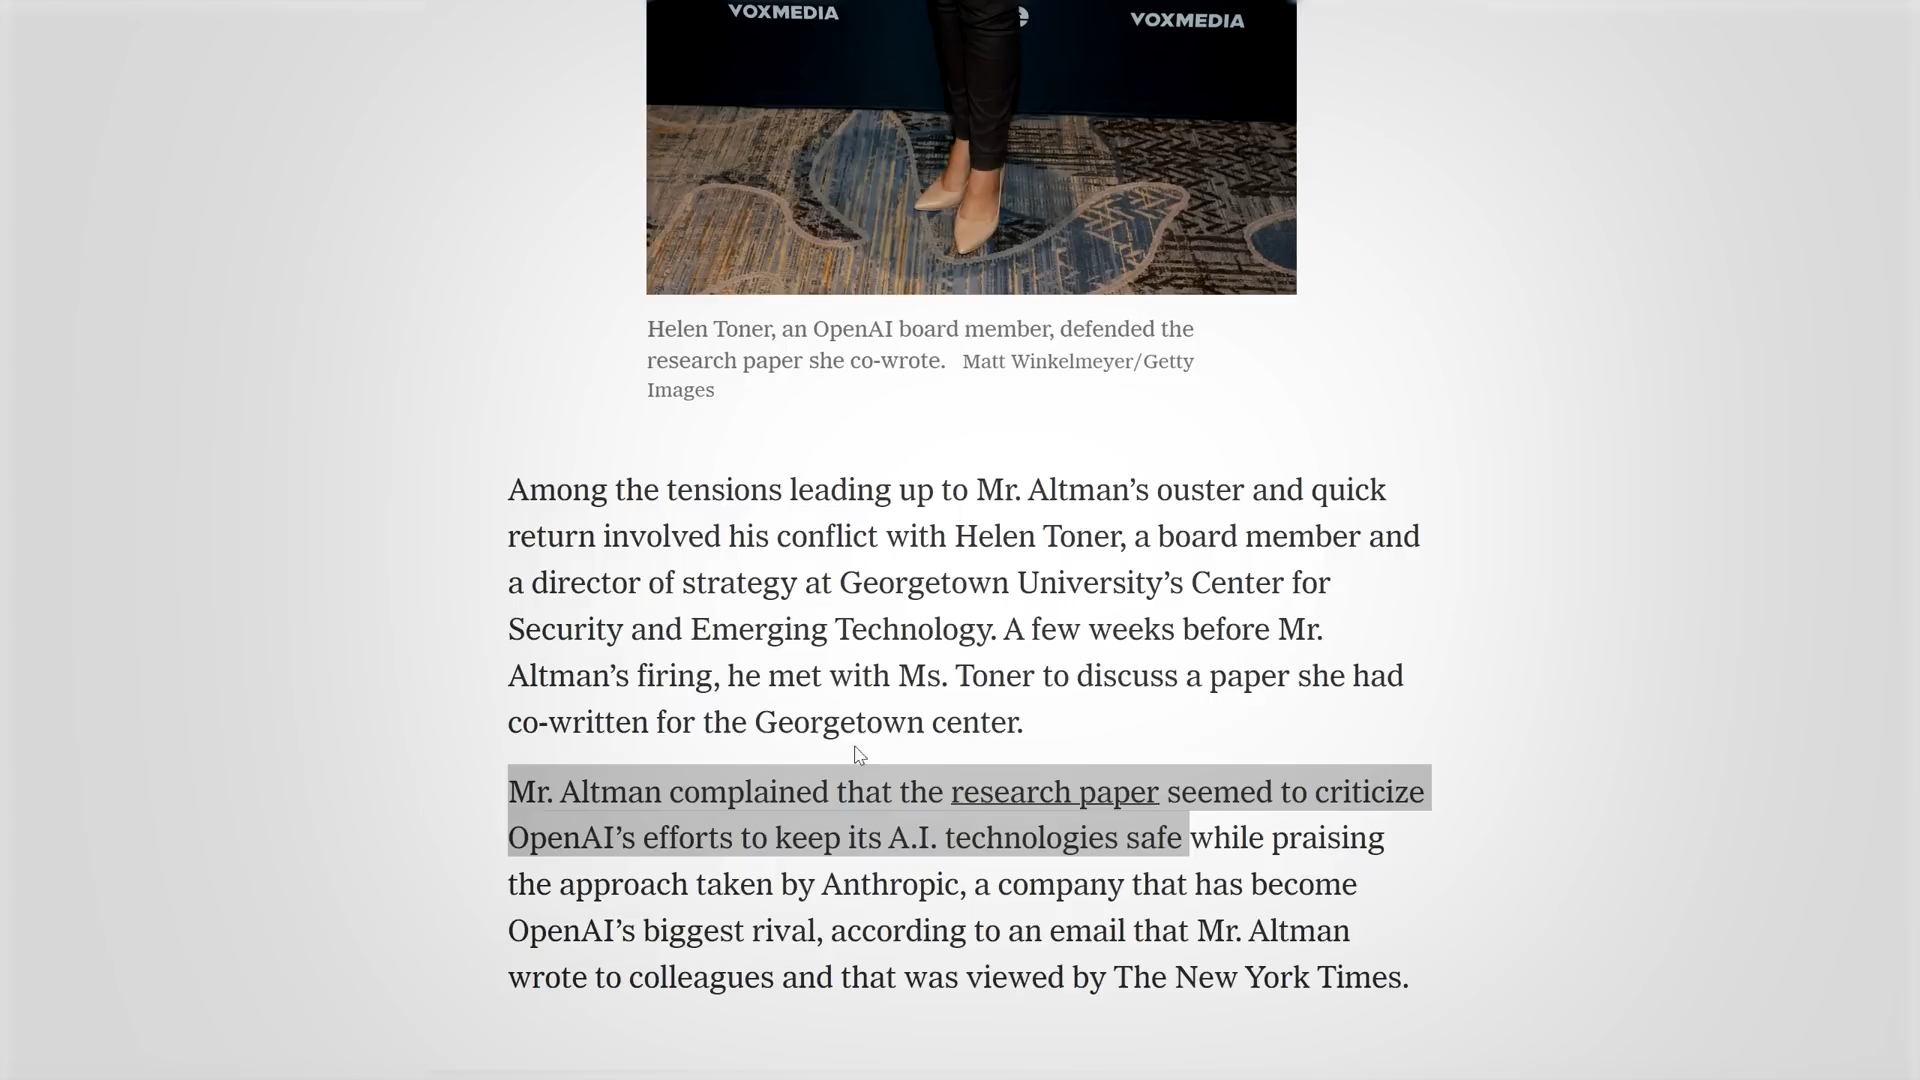 VOXMEDIA
VOXMEDIA
Helen Toner, an OpenAI board member, defended the
research paper she co-wrote. Matt Winkelmeyer/Getty
Images
Among the tensions leading up to Mr. Altman’s ouster and quick
return involved his conflict with Helen Toner, a board member and
a director of strategy at Georgetown University’s Center for
Security and Emerging Technology. A few weeks before Mr.
Altman’s firing, he met with Ms. Toner to discuss a paper she had
co-written for the Georgetown center.
Mr. Altman complained that the research paper seemed to criticize
OpenAI’s efforts to keep its A.I. technologies safe while praising
the approach taken by Anthropic, a company that has become
OpenAI’s biggest rival, according to an email that Mr. Altman
wrote to colleagues and that was viewed by The New York Times.